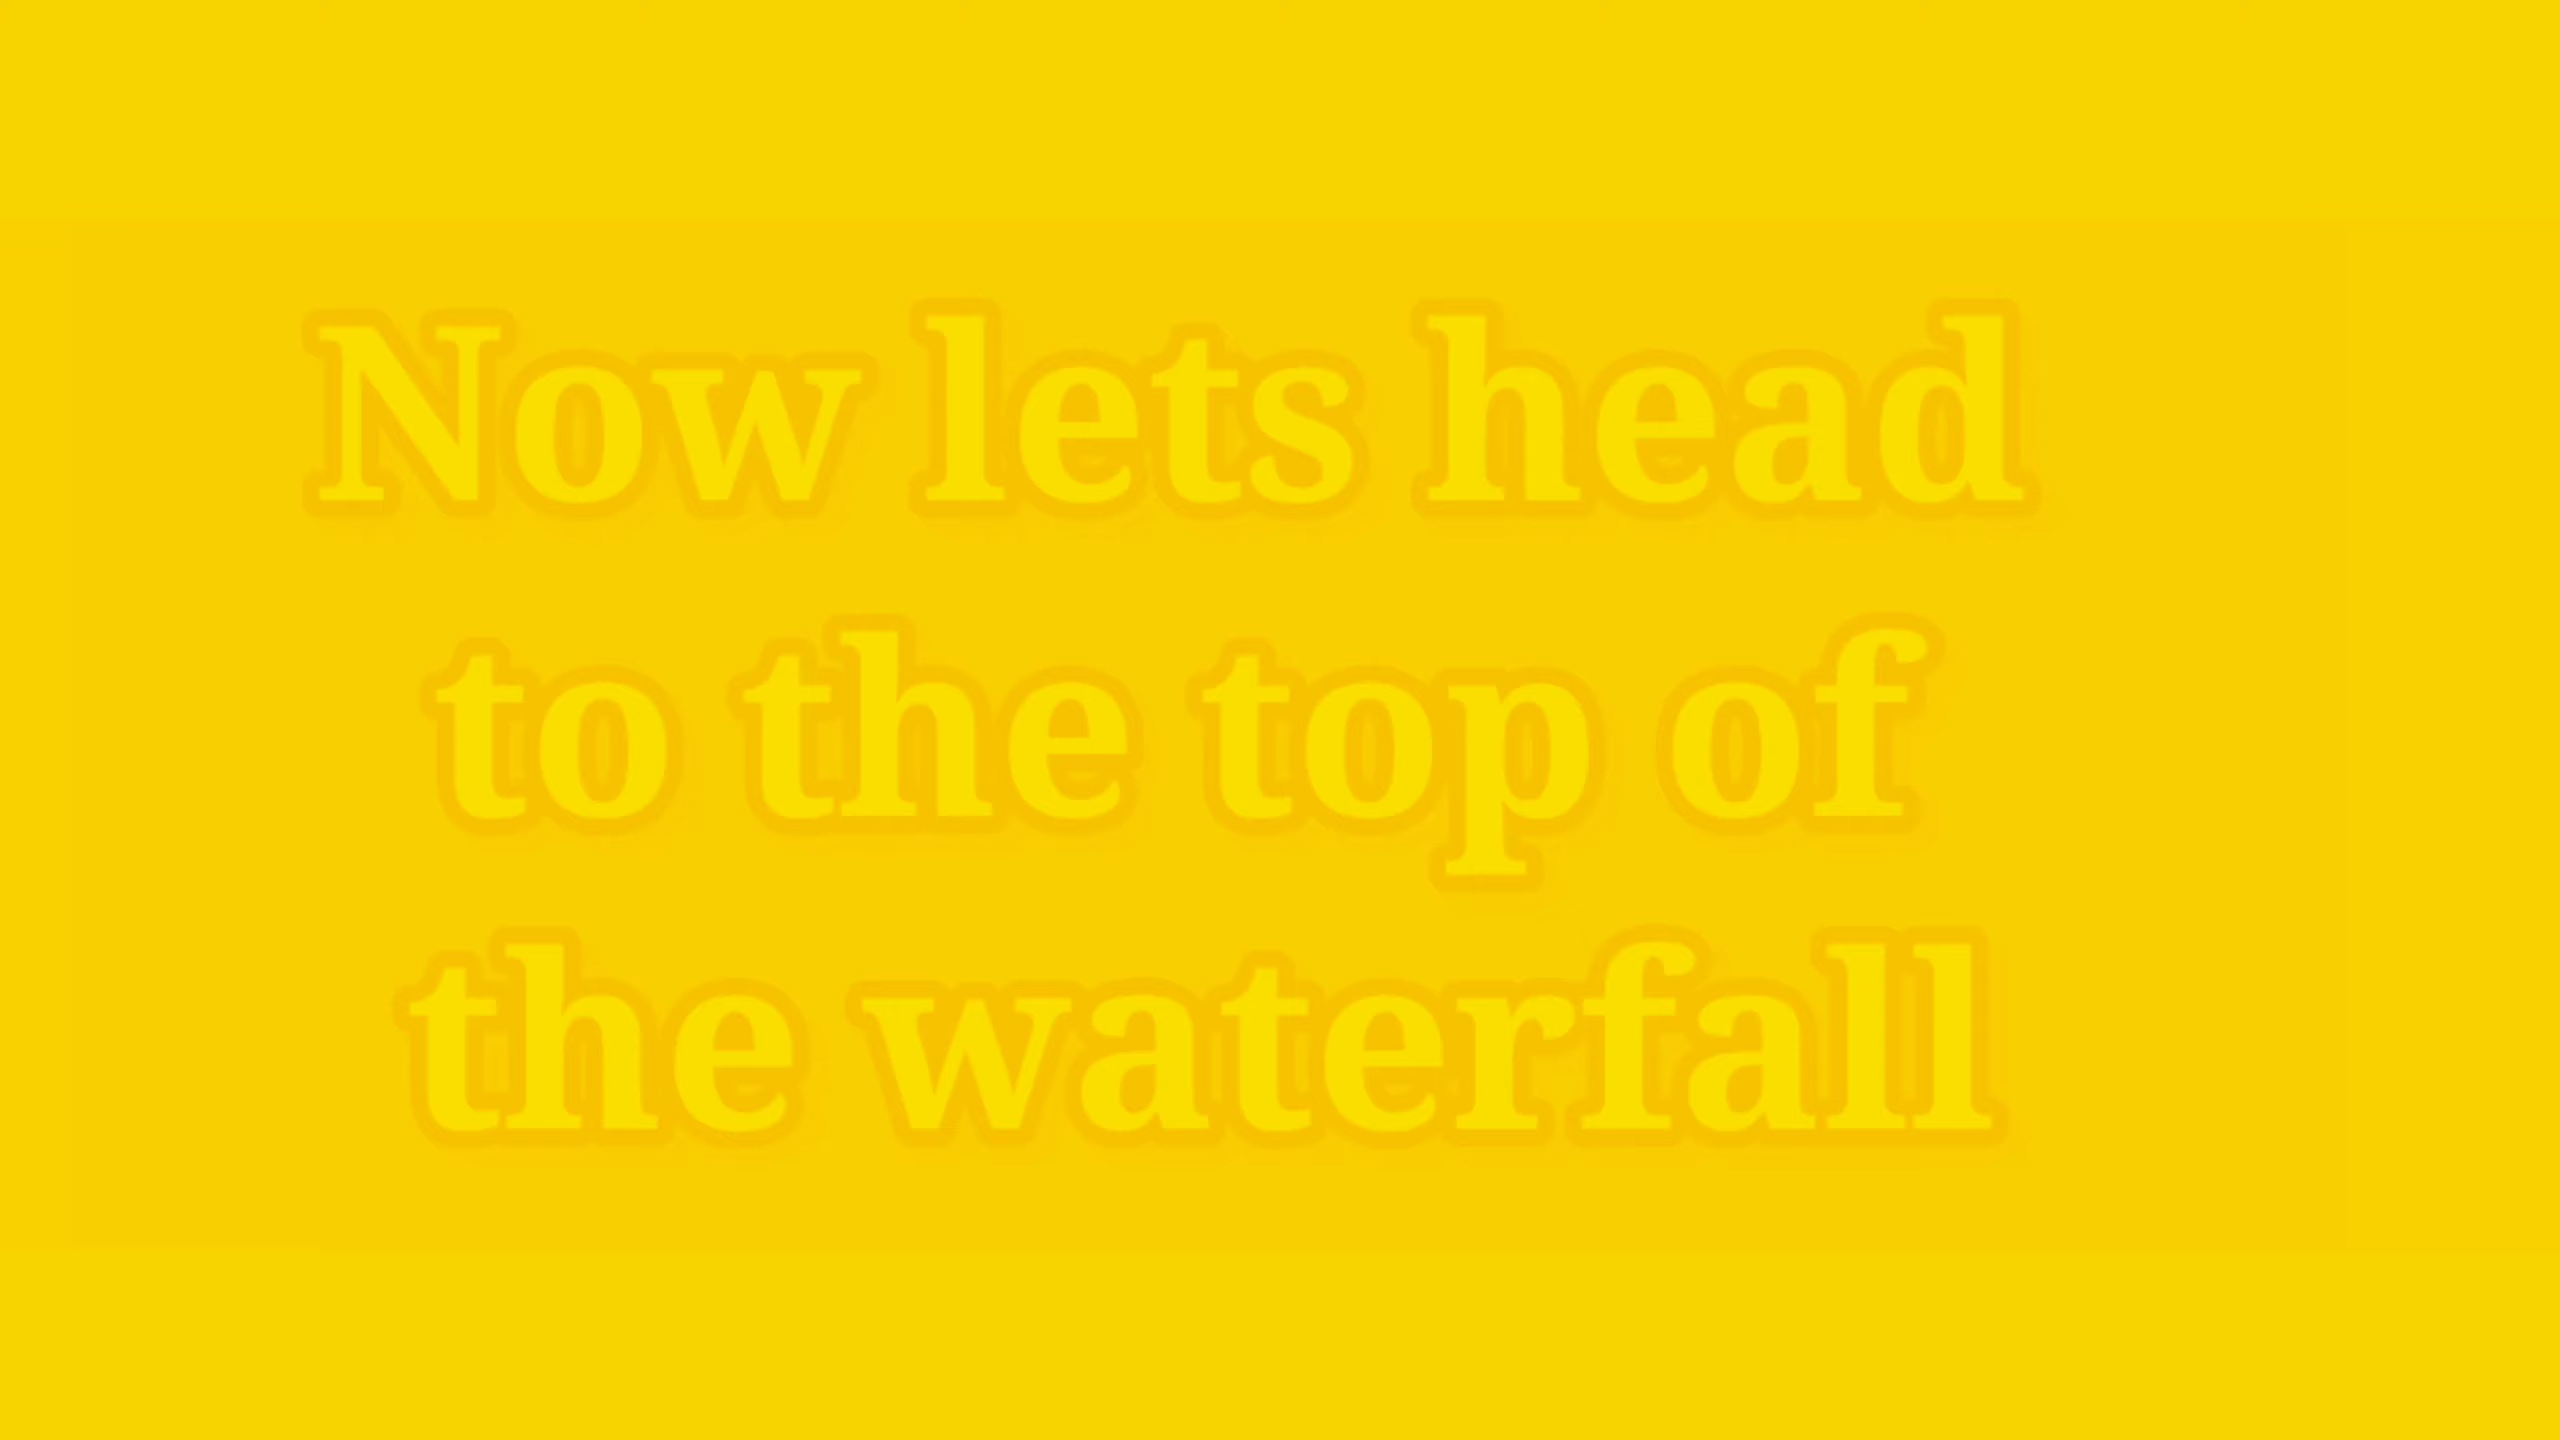 Now lets head
to the top of
the waterfall